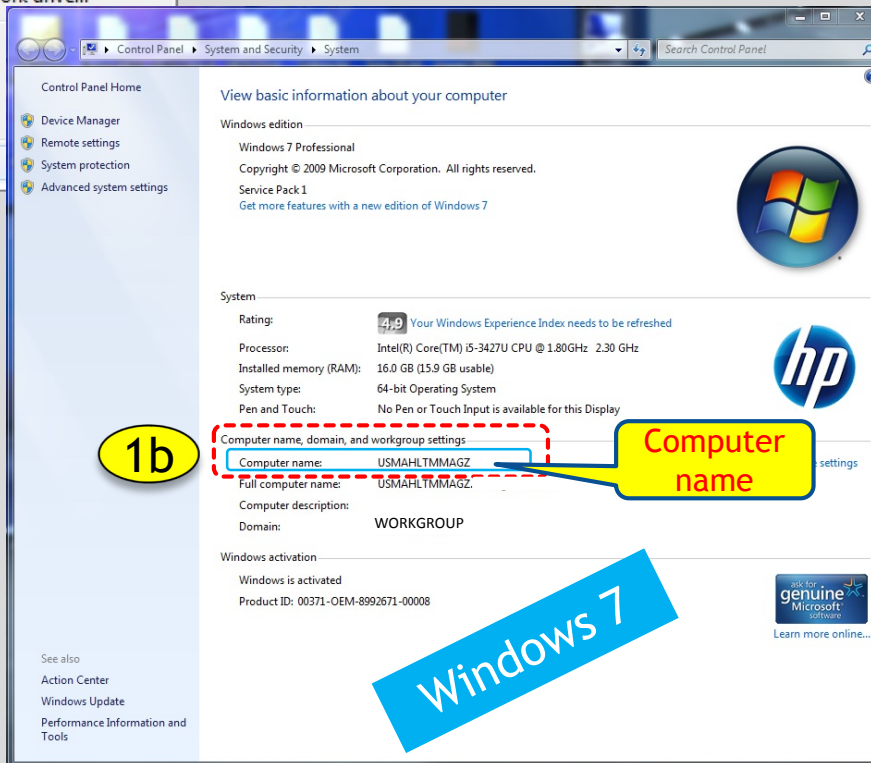 Control Panel ▸ System and Security ▸ System
Search Control Panel
Control Panel Home
Device Manager
Remote settings
System protection
Advanced system settings
View basic information about your computer
Windows edition
Windows 7 Professional
Copyright © 2009 Microsoft Corporation. All rights reserved.
Service Pack 1
Get more features with a new edition of Windows 7
System
Rating: 4,9 Your Windows Experience Index needs to be refreshed
Processor: Intel(R) Core(TM) i5-3427U CPU @ 1.80GHz 2.30 GHz
Installed memory (RAM): 16.0 GB (15.9 GB usable)
System type: 64-bit Operating System
Pen and Touch: No Pen or Touch Input is available for this Display
hp
1b
Computer name, domain, and workgroup settings
Computer name: USMAHLTMMAGZ
Computer
name
settings
Full computer name: USMAHLTMMAGZ.
Computer description:
Domain: WORKGROUP
Windows activation
Windows is activated
Product ID: 00371-OEM-8992671-00008
ask for
genuine
Microsoft
software
Learn more online...
Windows 7
See also
Action Center
Windows Update
Performance Information and
Tools